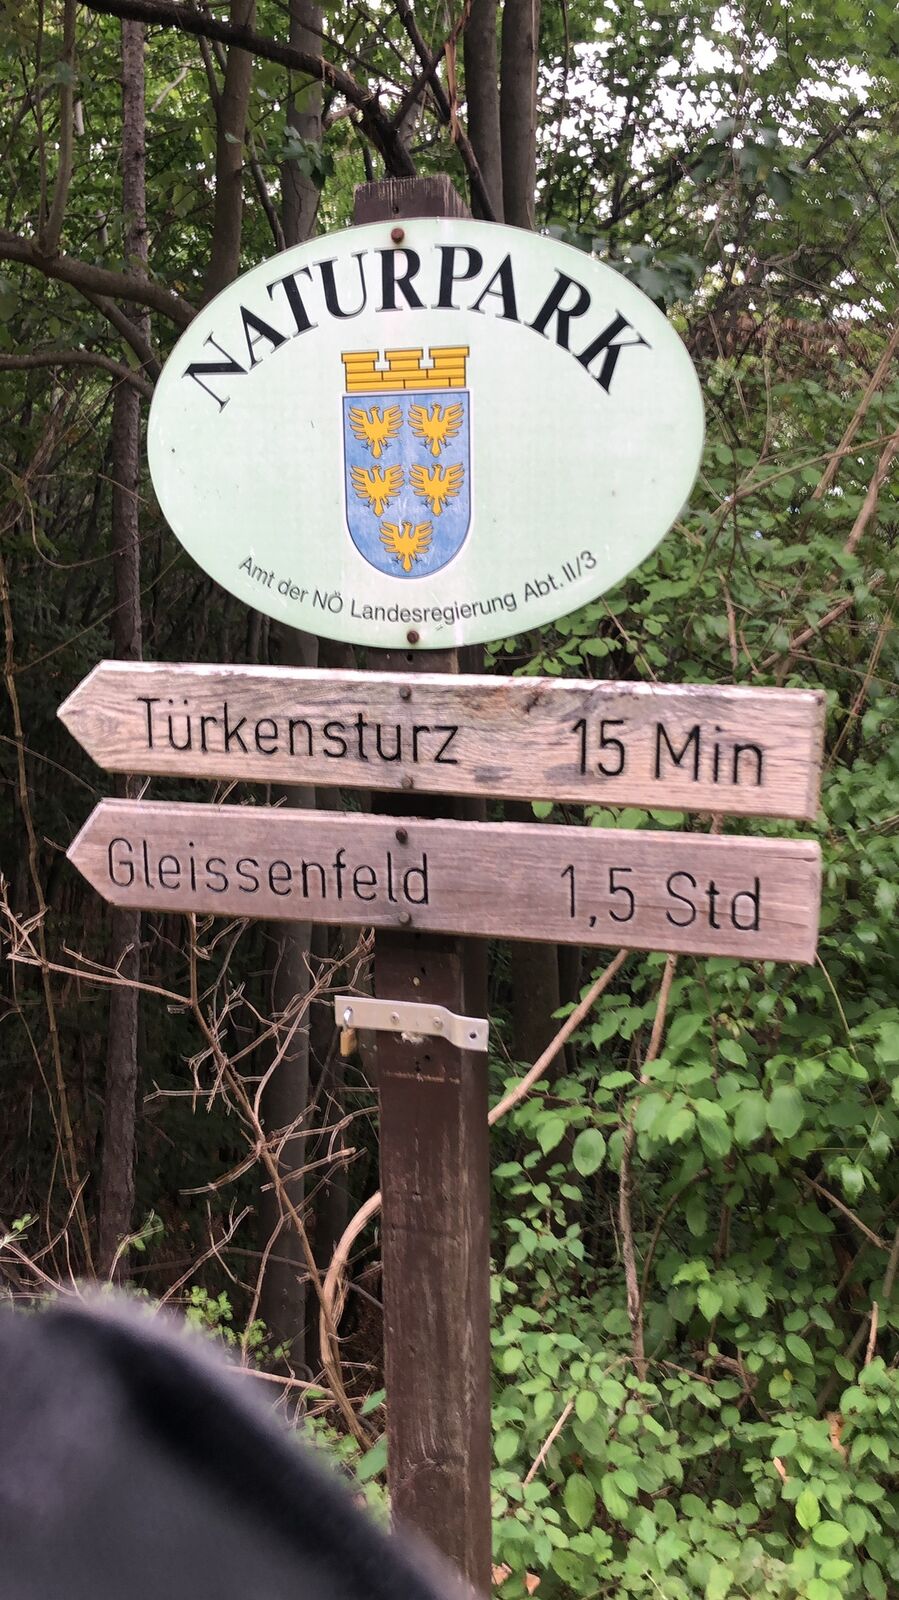 NATURPARK
Amt der NÖ Landesregierung Abt. II/3
Türkensturz 15 Min
Gleissenfeld 1,5 Std